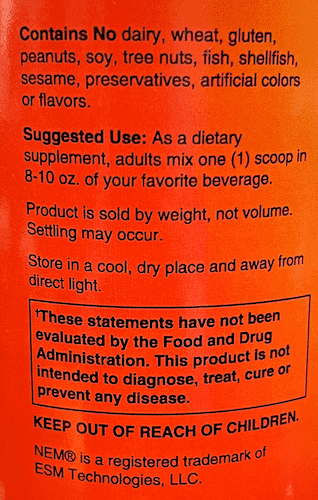 Contains No dairy, wheat, gluten,
peanuts, soy, tree nuts, fish, shellfish,
sesame, preservatives, artificial colors
or flavors.
Suggested Use: As a dietary
supplement, adults mix one (1) scoop in
8-10 oz. of your favorite beverage.
Product is sold by weight, not volume.
Settling may occur.
Store in a cool, dry place and away from
direct light.
†These statements have not been
evaluated by the Food and Drug
Administration. This product is not
intended to diagnose, treat, cure or
prevent any disease.
KEEP OUT OF REACH OF CHILDREN.
NEM® is a registered trademark of
ESM Technologies, LLC.